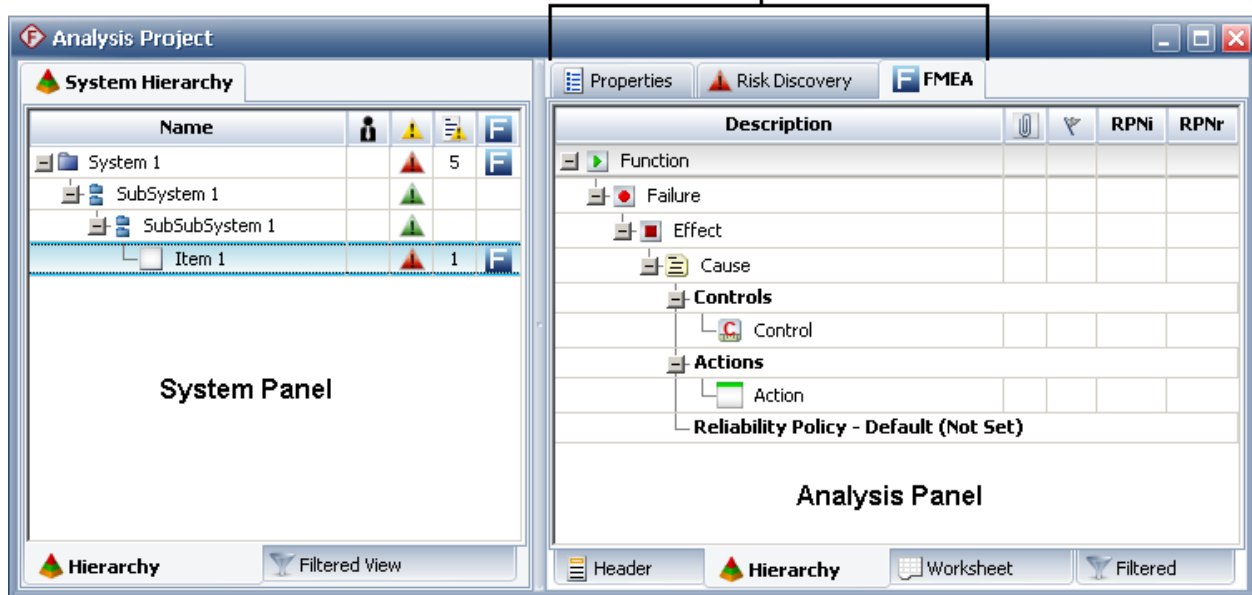 Analysis Project
System Hierarchy
Name
System 1 5 F
SubSystem 1
SubSubSystem 1
Item 1 1 F
System Panel
Hierarchy Filtered View
Properties Risk Discovery F FMEA
Description RPNi RPNr
Function
Failure
Effect
Cause
Controls
C Control
Actions
Action
Reliability Policy - Default (Not Set)
Analysis Panel
Header Hierarchy Worksheet Filtered